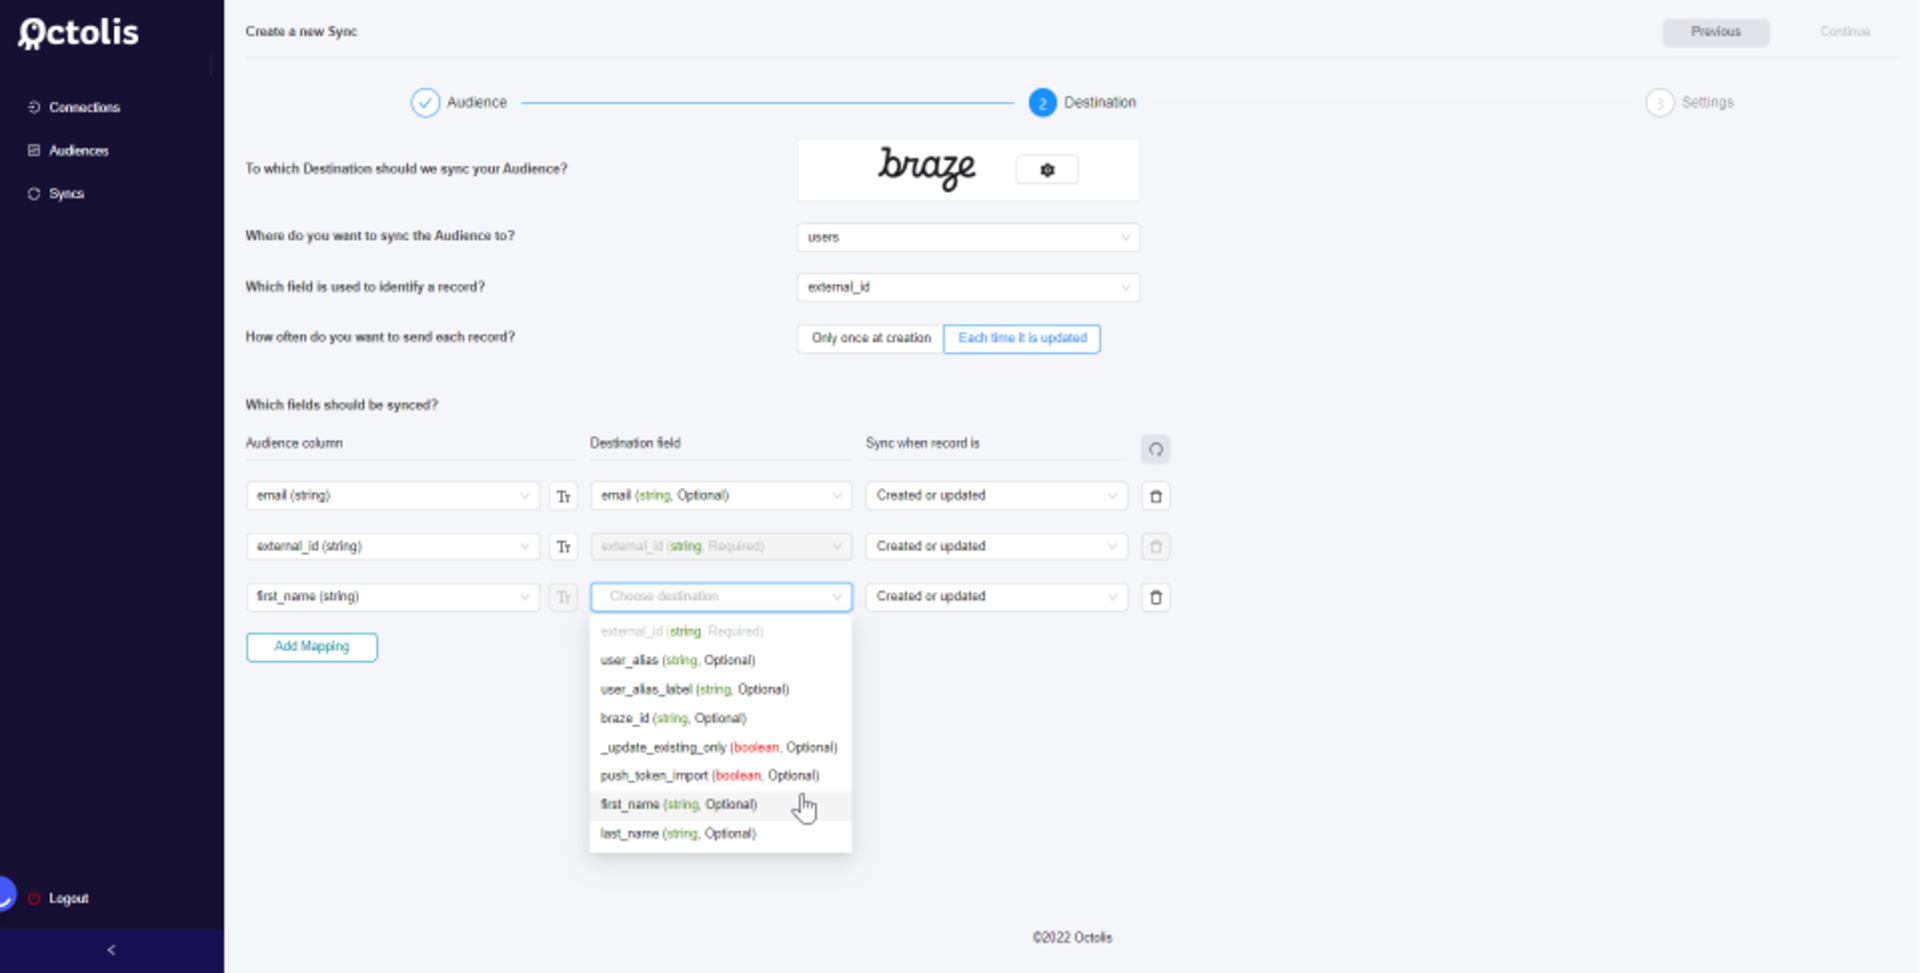 Octolis
Connections
Audiences
Syncs
Logout
Create a new Sync
Previous
Continue
Audience
2
Destination
3
Settings
To which Destination should we sync your Audience?
braze
Where do you want to sync the Audience to?
users
Which field is used to identify a record?
external_id
How often do you want to send each record?
Only once at creation
Each time it is updated
Which fields should be synced?
Audience column
Destination field
Sync when record is
email (string)
Tт
email (string, Optional)
Created or updated
external_id (string)
Tт
external_id (string, Required)
Created or updated
first_name (string)
Tт
Choose destination
Created or updated
Add Mapping
external_id (string, Required)
user_alias (string, Optional)
user_alias_label (string, Optional)
braze_id (string, Optional)
_update_existing_only (boolean, Optional)
push_token_import (boolean, Optional)
first_name (string, Optional)
last_name (string, Optional)
©2022 Octolis